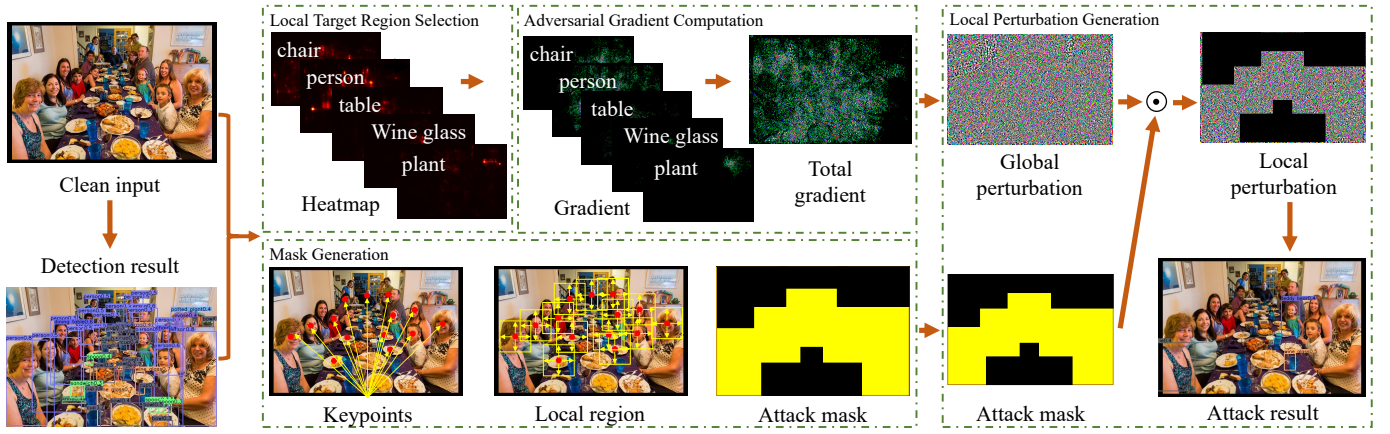 Clean input
Detection result
Local Target Region Selection
chair
person
table
Wine glass
plant
Heatmap
Adversarial Gradient Computation
chair
person
table
Wine glass
plant
Gradient
Total
gradient
Mask Generation
Keypoints
Local region
Attack mask
Local Perturbation Generation
Global
perturbation
Local
perturbation
Attack mask
Attack result